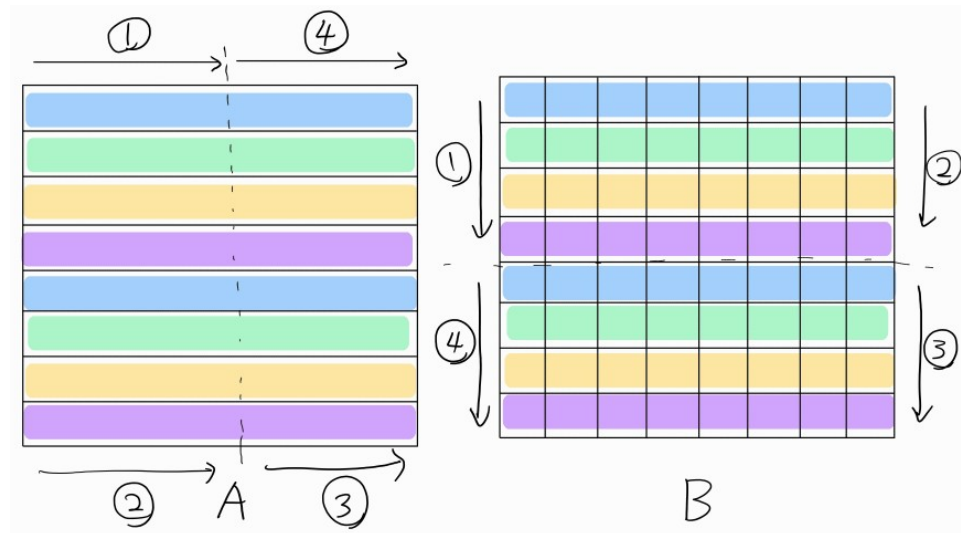 ① ④
① ②
④ ③
② A ③ B